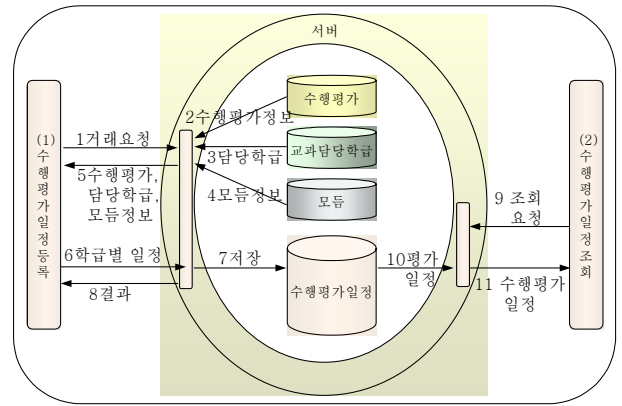 서버
(1)
수행평가일정등록
1거래요청
5수행평가,
담당학급,
모듬정보
6학급별 일정
8결과
2수행평가정보
3담당학급
4모듬정보
7저장
수행평가
교과담당학급
모듬
수행평가일정
10평가
일정
9 조회
요청
11 수행평가
일정
(2)
수행평가일정조회